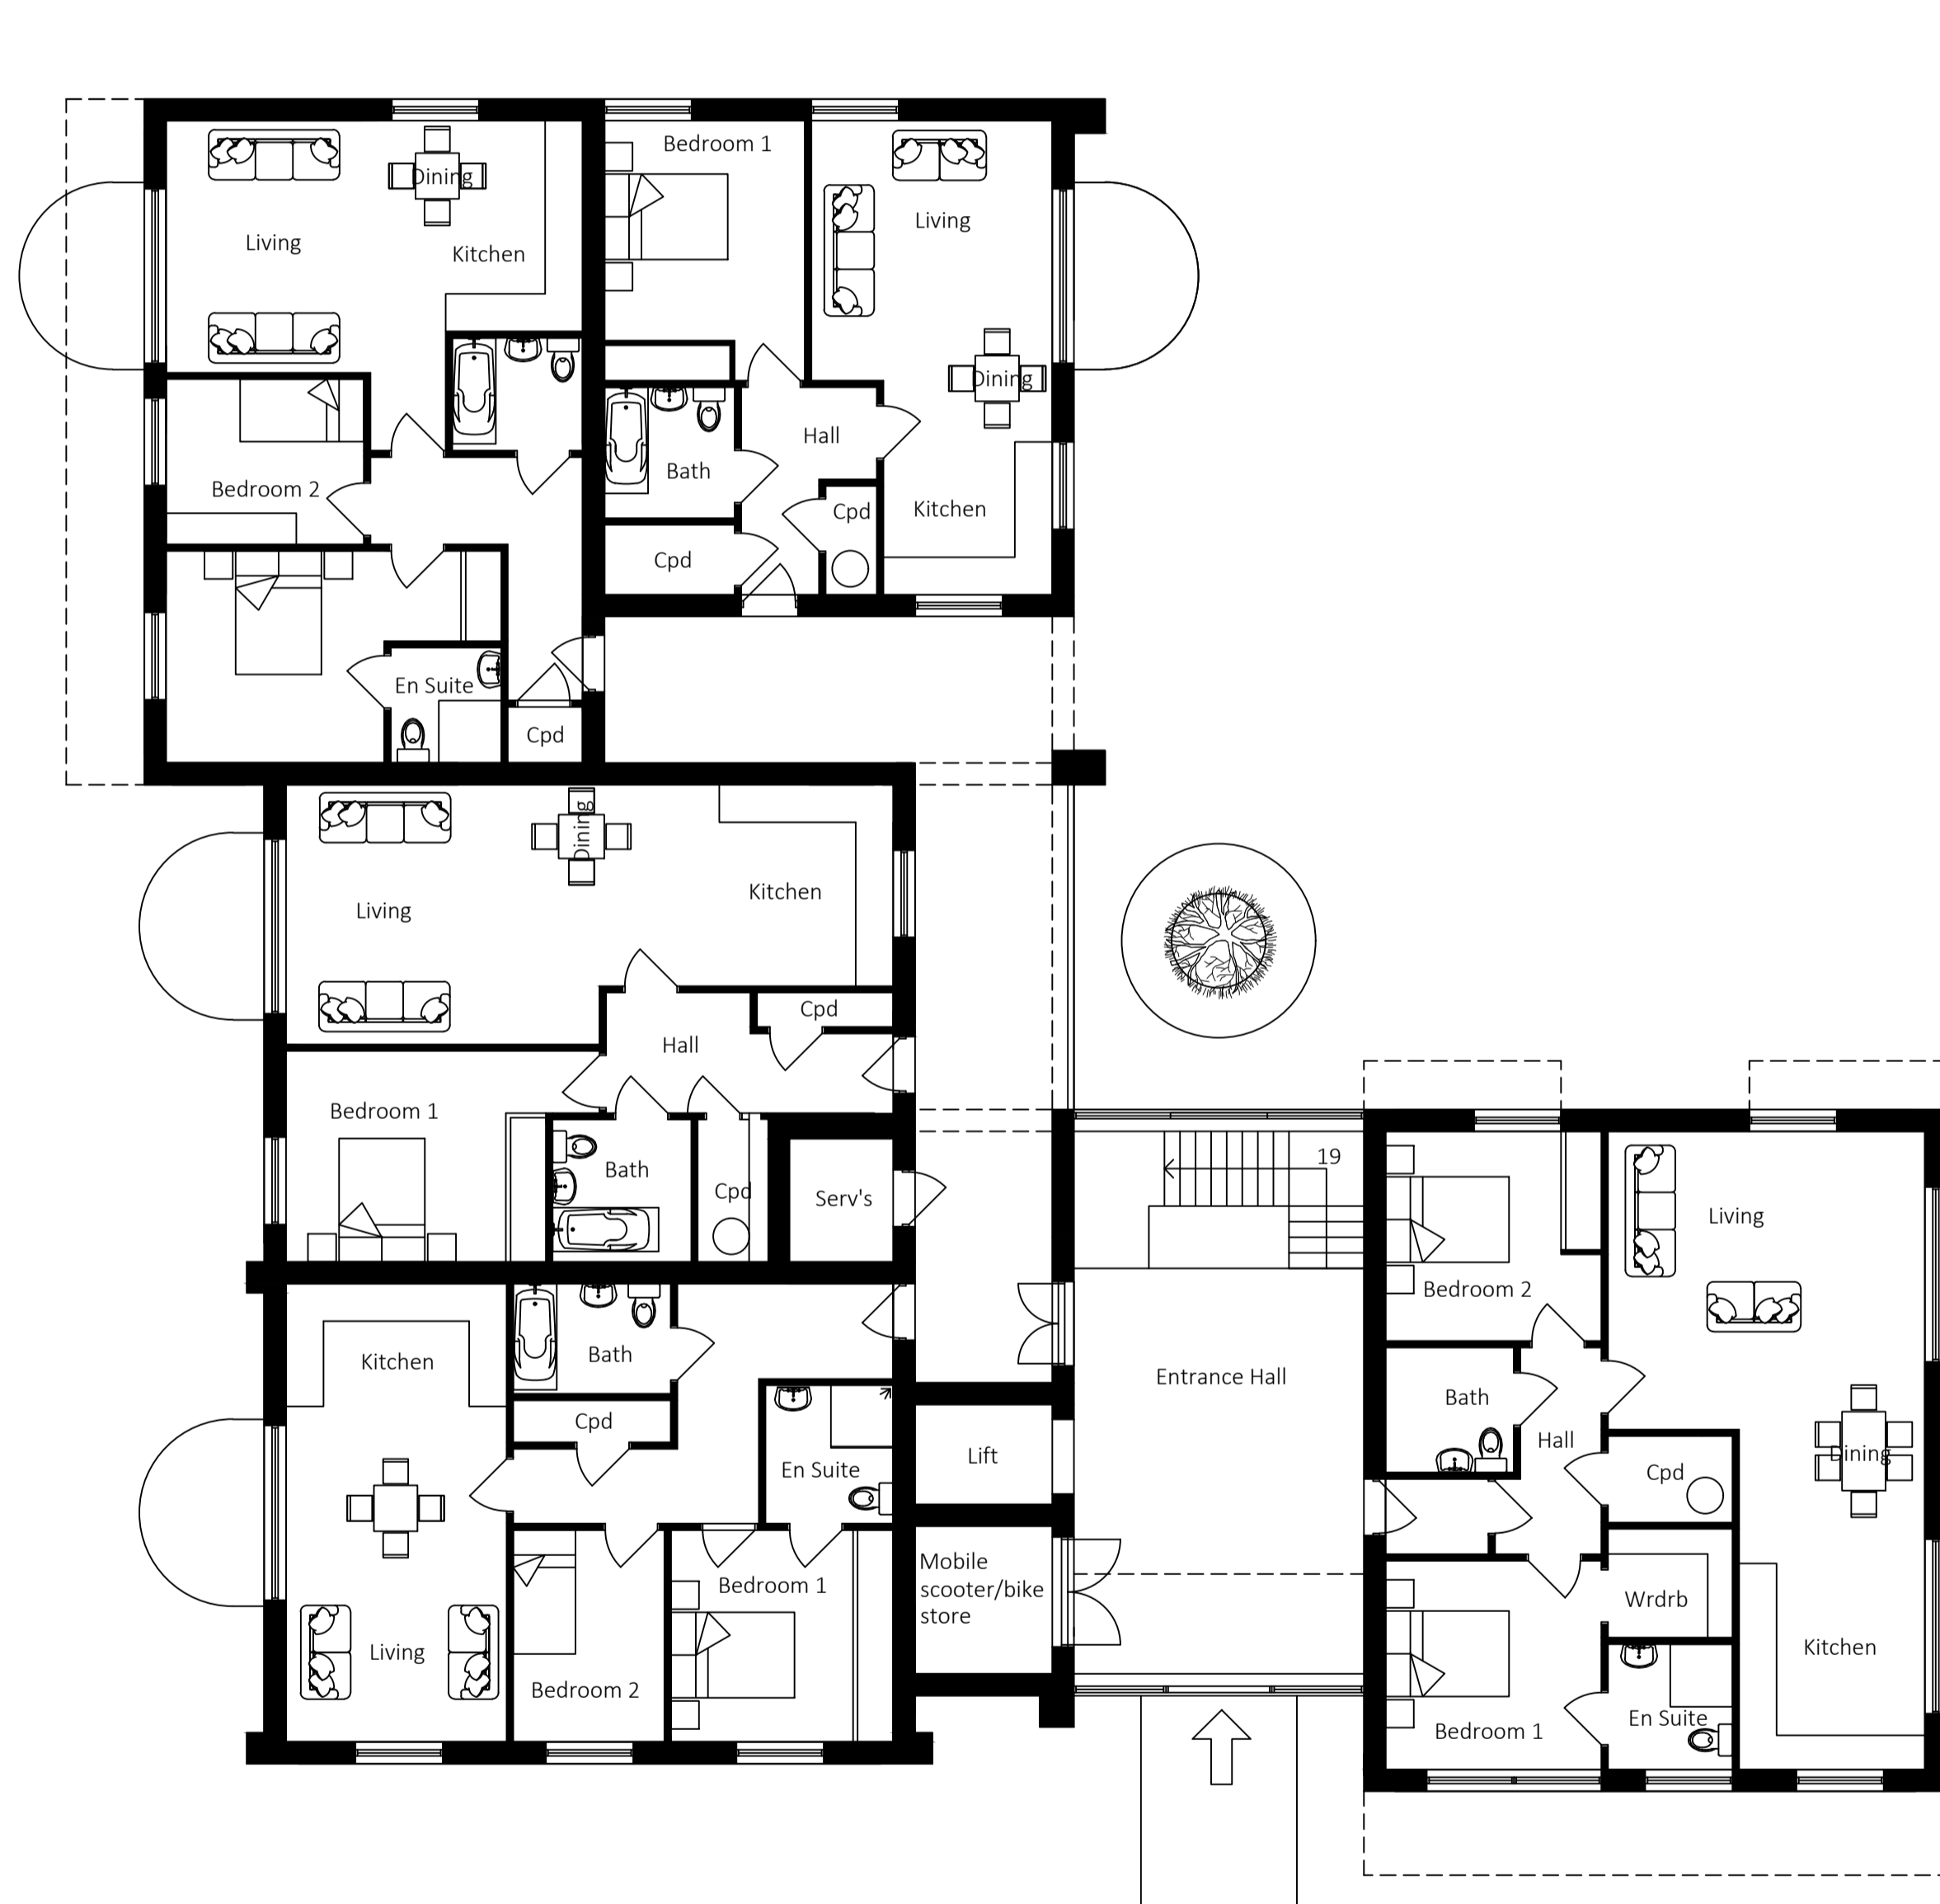 Bedroom 1
Dining
Living
Living
Kitchen
Dining
Hall
Bath
Bedroom 2
Kitchen
Cpd
Cpd
En Suite
Cpd
Dining
Kitchen
Living
Cpd
Hall
Bedroom 1
Bath
Cpd
Serv's
19
Living
Bedroom 2
Kitchen
Bath
Entrance Hall
Bath
Cpd
Hall
Dining
Lift
En Suite
Cpd
Mobile
scooter/bike
store
Bedroom 1
Wrdrb
Living
Kitchen
Bedroom 2
En Suite
Bedroom 1